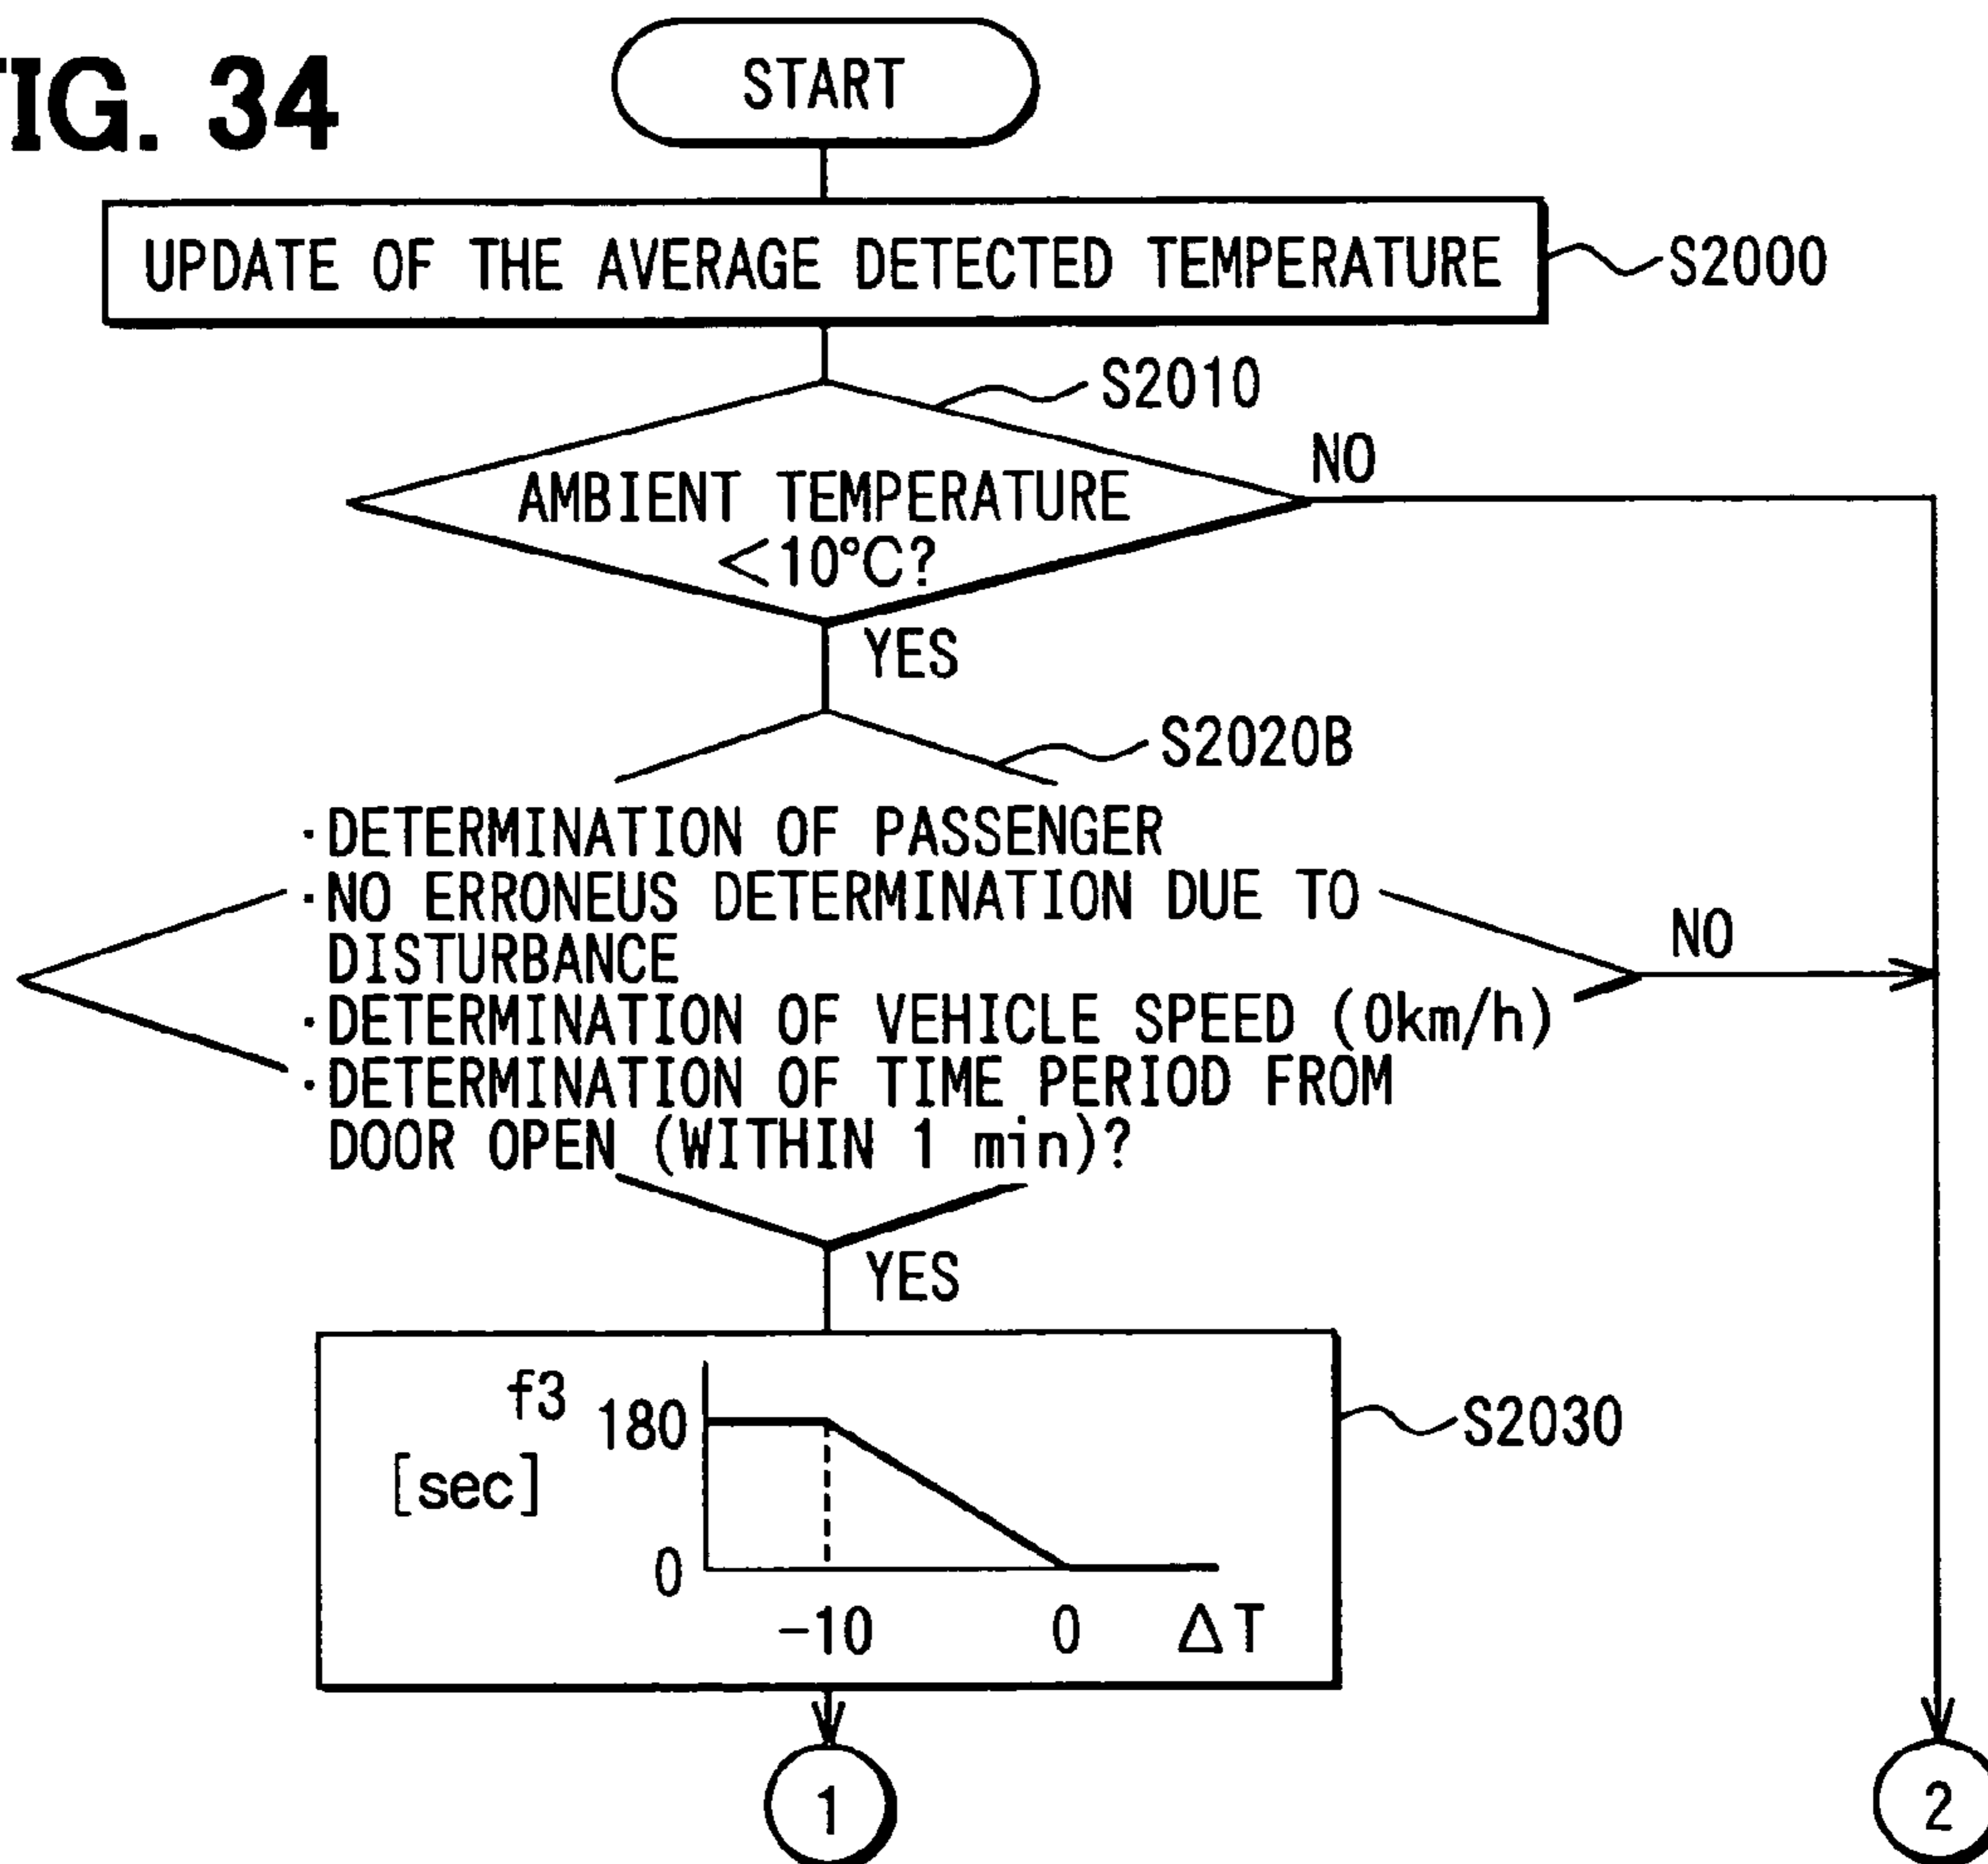 FIG. 34
START
UPDATE OF THE AVERAGE DETECTED TEMPERATURE
S2000
S2010
AMBIENT TEMPERATURE
<10°C?
NO
YES
S2020B
·DETERMINATION OF PASSENGER
·NO ERRONEUS DETERMINATION DUE TO
DISTURBANCE
·DETERMINATION OF VEHICLE SPEED (0km/h)
·DETERMINATION OF TIME PERIOD FROM
DOOR OPEN (WITHIN 1 min)?
NO
YES
f3
[sec]
180
0
-10 0 ΔT
S2030
1
2